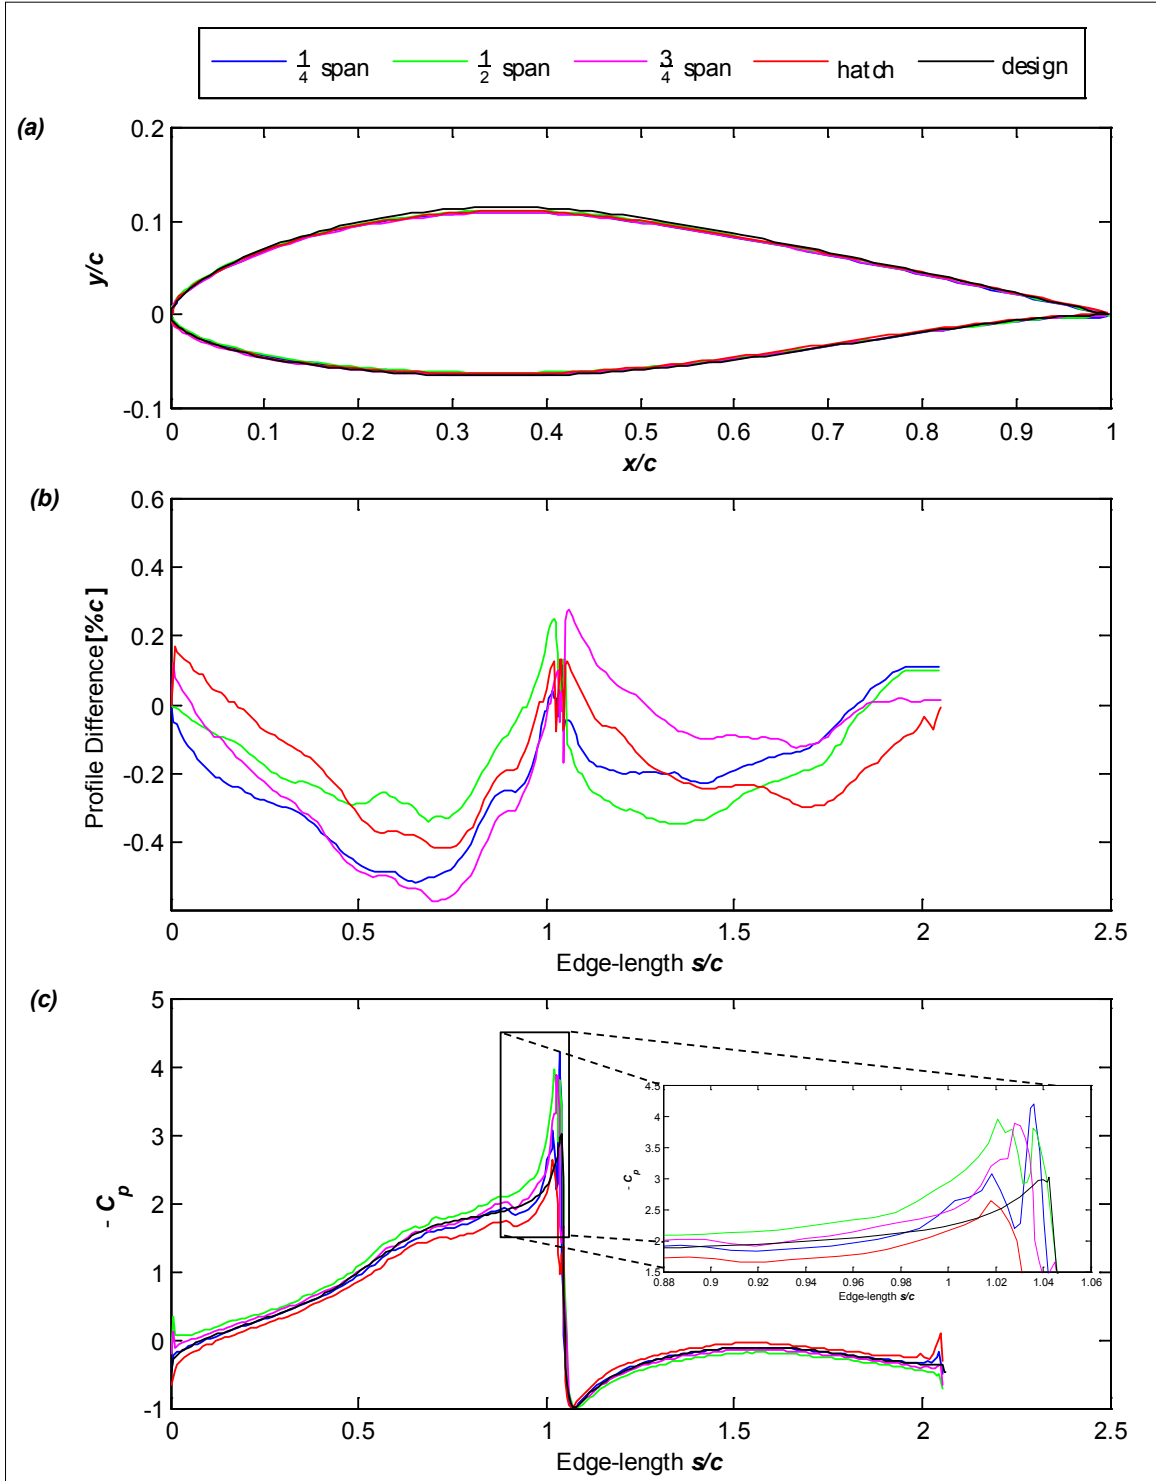 1/4 span 1/2 span 3/4 span hatch design
(a)
0.2
0.1
0
-0.1
y/c
0 0.1 0.2 0.3 0.4 0.5 0.6 0.7 0.8 0.9 1
x/c
(b)
0.6
0.4
0.2
0
-0.2
-0.4
Profile Difference [%c]
0 0.5 1 1.5 2 2.5
Edge-length s/c
(c)
5
4
3
2
1
0
-1
- Cp
4.5
4
3.5
3
2.5
2
1.5
- Cp
0.88 0.9 0.92 0.94 0.96 0.98 1 1.02 1.04 1.06
Edge-length s/c
0 0.5 1 1.5 2 2.5
Edge-length s/c